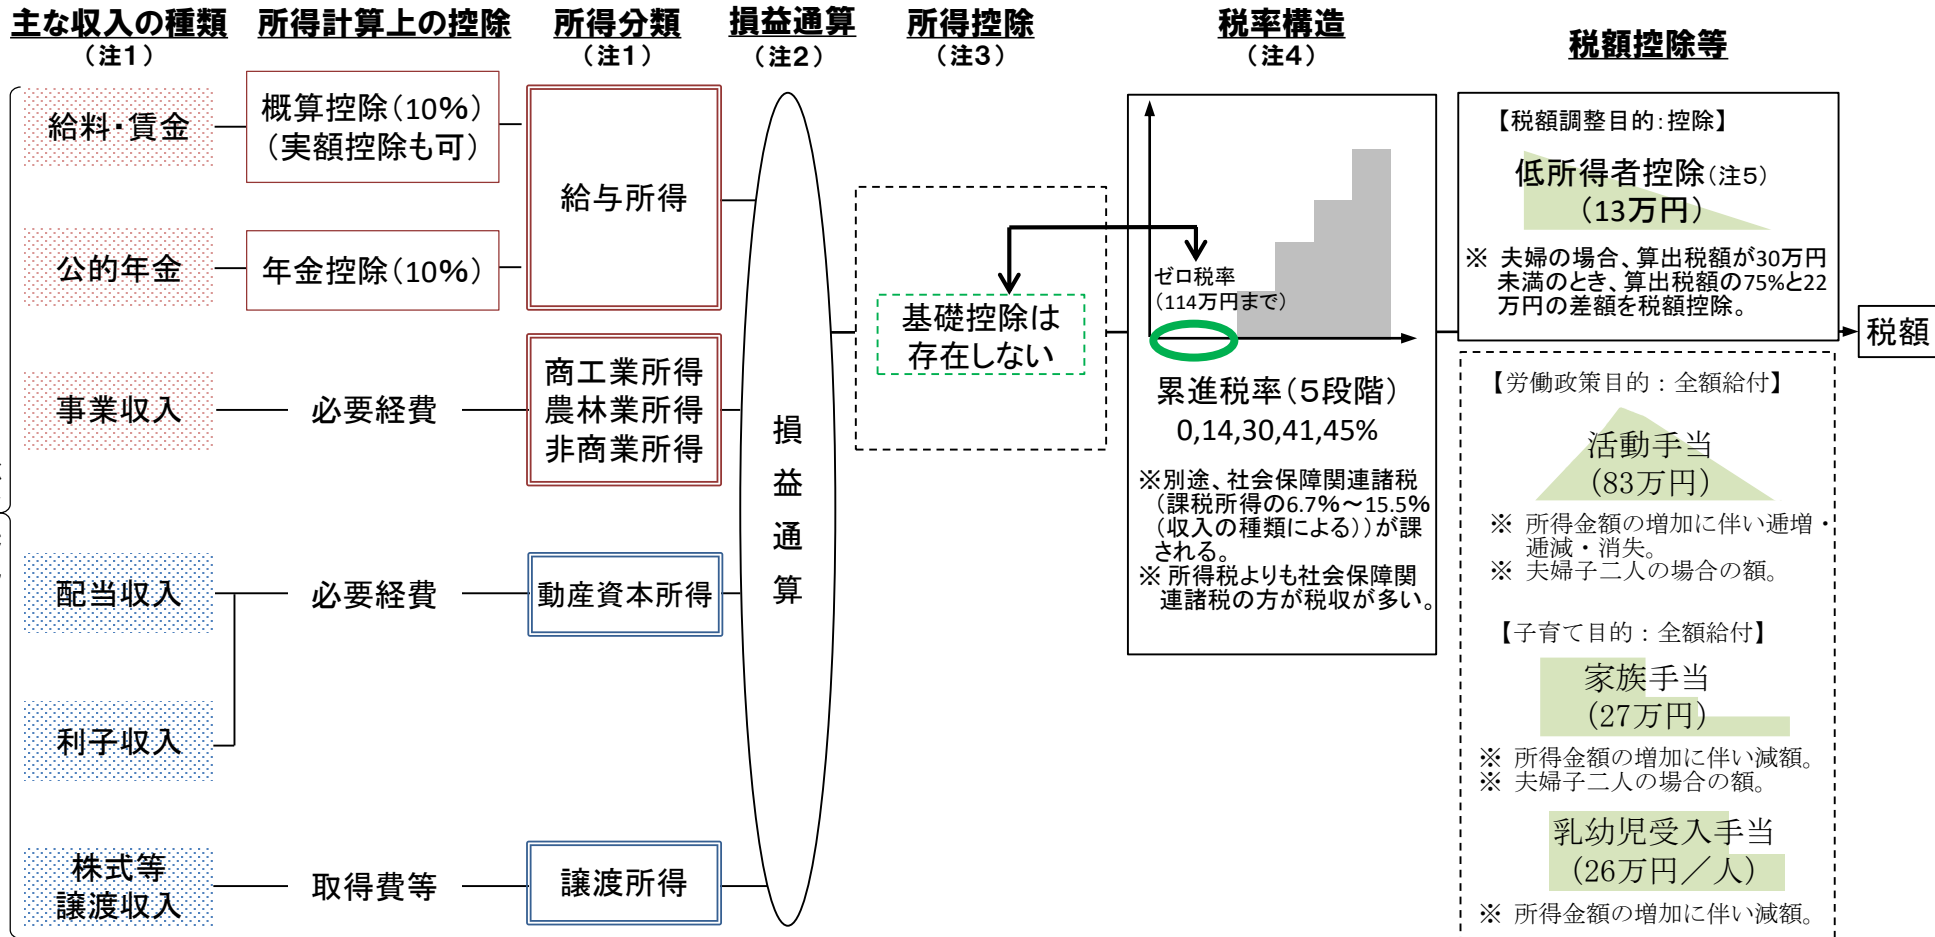 主な収入の種類
（注1）
所得計算上の控除
所得分類
（注1）
損益通算
（注2）
所得控除
（注3）
税率構造
（注4）
税額控除等
給料・賃金
概算控除（10％）
（実額控除も可）
給与所得
公的年金
年金控除（10％）
事業収入
必要経費
商工業所得
農林業所得
非商業所得
配当収入
必要経費
動産資本所得
利子収入
株式等
譲渡収入
取得費等
譲渡所得
損益通算
基礎控除は
存在しない
ゼロ税率
（114万円まで）
累進税率（５段階）
0,14,30,41,45%
※別途、社会保障関連諸税
（課税所得の6.7%～15.5%
（収入の種類による））が課
される。
※ 所得税よりも社会保障関
連諸税の方が税収が多い。
【税額調整目的：控除】
低所得者控除（注５）
（13万円）
※ 夫婦の場合、算出税額が30万円
未満のとき、算出税額の75%と22
万円の差額を税額控除。
税額
【労働政策目的：全額給付】
活動手当
（83万円）
※ 所得金額の増加に伴い逓増・
逓減・消失。
※ 夫婦子二人の場合の額。
【子育て目的：全額給付】
家族手当
（27万円）
※ 所得金額の増加に伴い減額。
※ 夫婦子二人の場合の額。
乳幼児受入手当
（26万円／人）
※ 所得金額の増加に伴い減額。